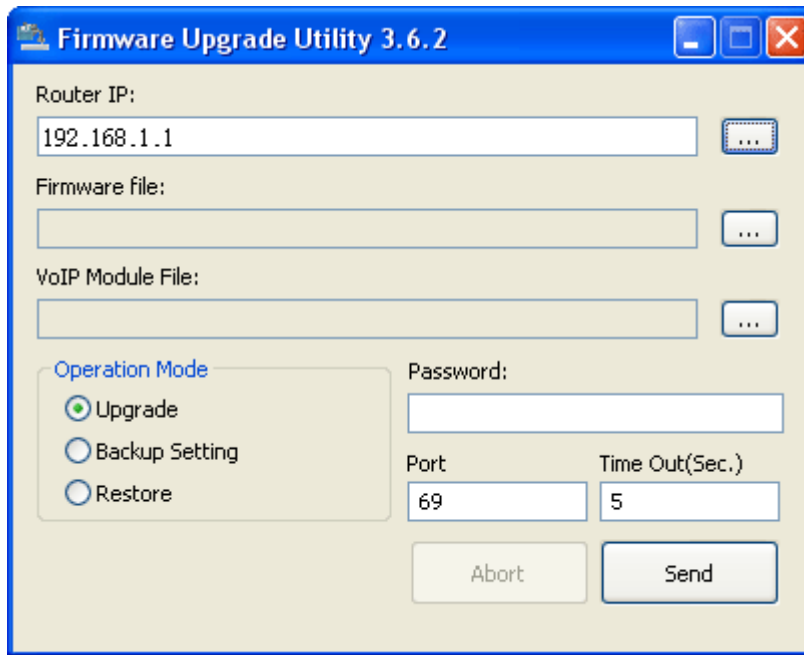 Firmware Upgrade Utility 3.6.2
Router IP:
192.168.1.1
...
Firmware file:
...
VoIP Module File:
...
Operation Mode
Upgrade
Backup Setting
Restore
Password:
Port
Time Out(Sec.)
69
5
Abort
Send